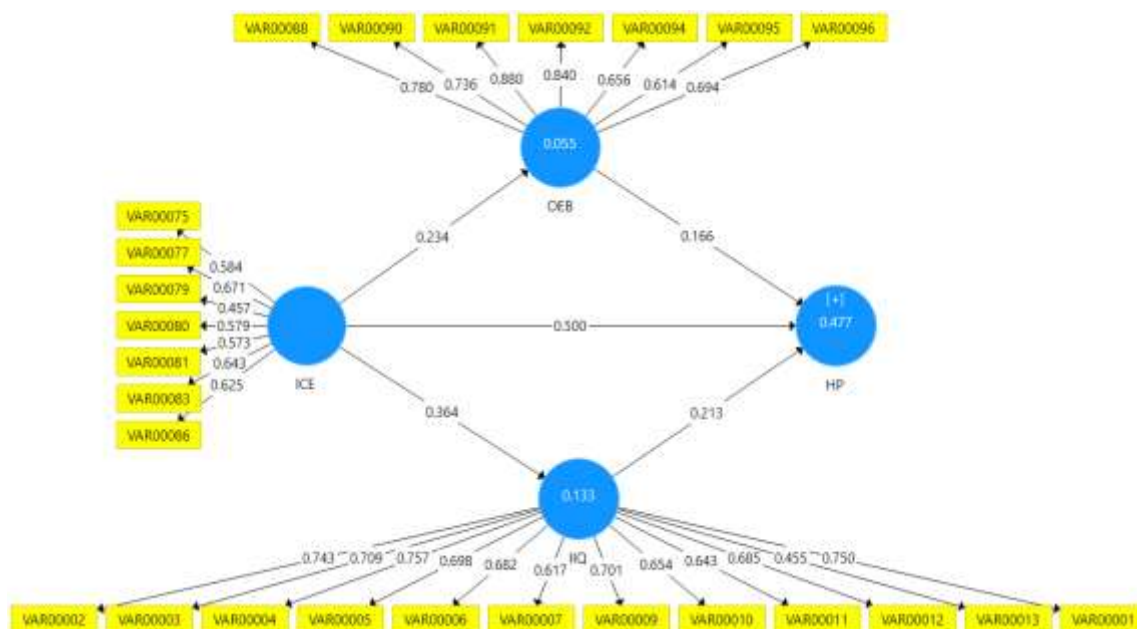 VAR00088 VAR00090 VAR00091 VAR00092 VAR00094 VAR00095 VAR00096
0.780 0.736 0.880 0.840 0.656 0.614 0.694
0.055
OEB
VAR00075
VAR00077
VAR00079
VAR00080
VAR00081
VAR00083
VAR00086
0.584
0.671
0.457
0.579
0.573
0.643
0.625
ICE
0.234
0.166
0.500
[+]
0.477
HP
0.364
0.213
0.133
IIQ
0.743 0.709 0.757 0.698 0.682 0.617 0.701 0.654 0.643 0.685 0.455 0.750
VAR00002 VAR00003 VAR00004 VAR00005 VAR00006 VAR00007 VAR00009 VAR00010 VAR00011 VAR00012 VAR00013 VAR00001